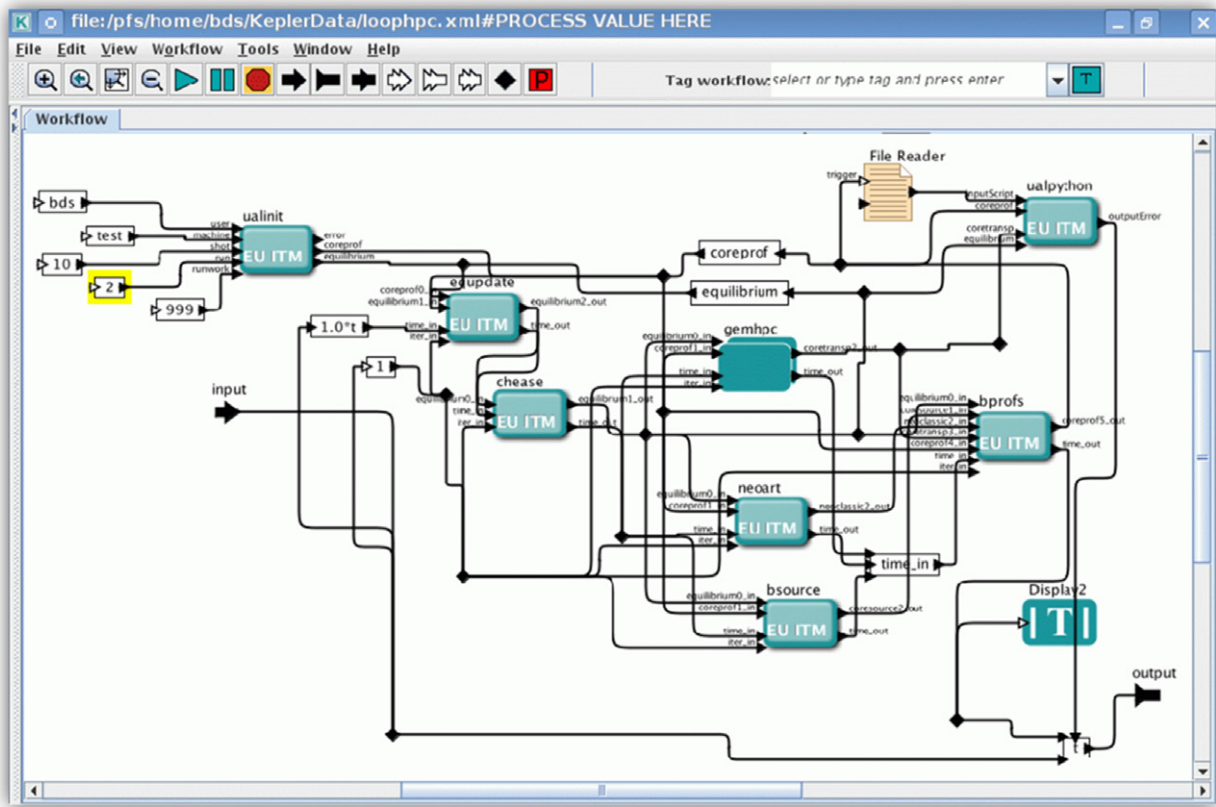 file:/pfs/home/bds/KeplerData/loophpc.xml#PROCESS VALUE HERE
File Edit View Workflow Tools Window Help
P
Tag workflow: select or type tag and press enter
T
Workflow
bds
test
10
2
999
ualinit
user
machine
shot
run
runwork
EU ITM
error
coreprof
equilibrium
File Reader
trigger
inputScript
coreprof
coretransp
equilibrium
EU ITM
outputError
coreprof
equilibrium
equpdate
coreprof0_
equilibrium1_in
time_in
iter_in
EU ITM
equilibrium2_out
time_out
1.0*t
1
input
chease
equilibrium0_in
time_in
iter_in
EU ITM
equilibrium1_out
time_out
gemhpc
equilibrium0_in
coreprof1_in
time_in
iter_in
coretransp2_out
time_out
bprofs
equilibrium0_in
coreprof4_in
time_in
iter_in
EU ITM
coreprof5_out
time_out
neoart
equilibrium0_in
coreprof1_in
time_in
iter_in
EU ITM
neoclassic2_out
time_out
time_in
bsource
equilibrium0_in
coreprof1_in
time_in
iter_in
EU ITM
coresource2_out
time_out
Display2
T
output
t